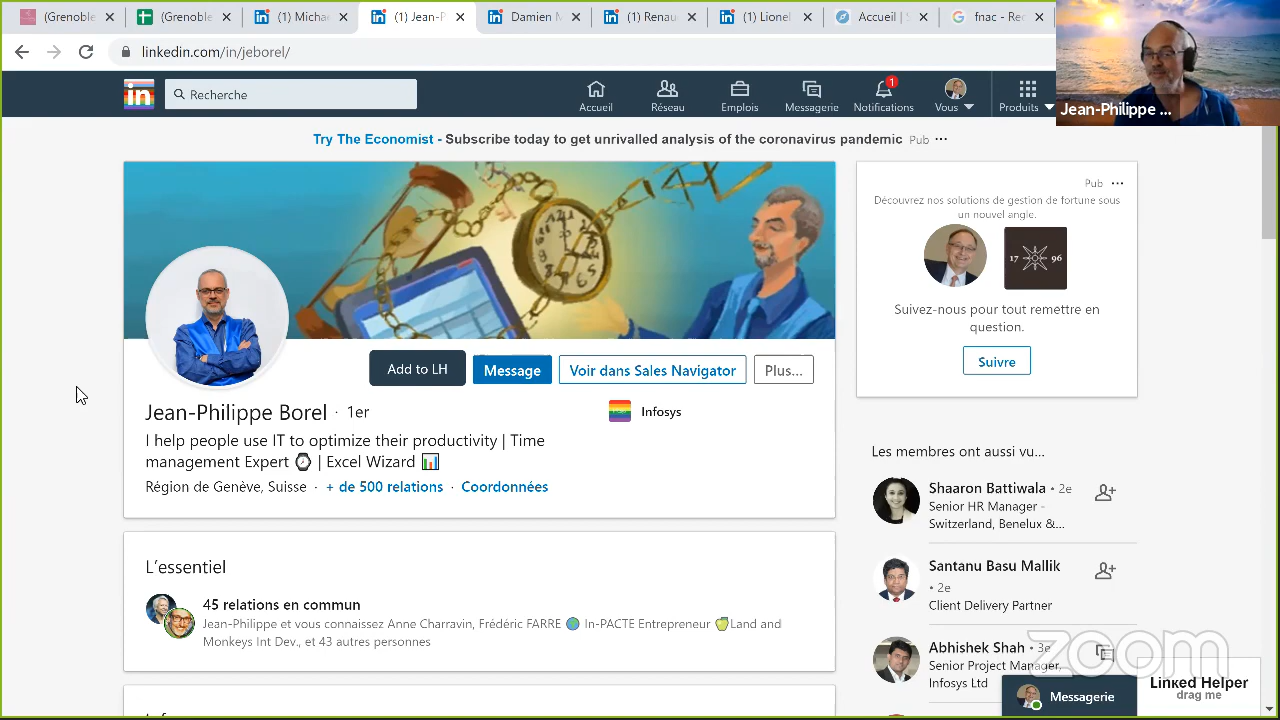 (Grenoble
(Grenoble
(1) Micha
(1) Jean-P
Damien M
(1) Renau
(1) Lionel
Accueil | S
fnac - Rec
linkedin.com/in/jeborel/
in
Recherche
Accueil
Réseau
Emplois
Messagerie
1
Notifications
Vous
Produits
Jean-Philippe ...
Try The Economist - Subscribe today to get unrivalled analysis of the coronavirus pandemic Pub ···
Add to LH
Message
Voir dans Sales Navigator
Plus...
Jean-Philippe Borel · 1er
Infosys
I help people use IT to optimize their productivity | Time
management Expert ⌚ | Excel Wizard 📊
Région de Genève, Suisse · + de 500 relations · Coordonnées
L’essentiel
45 relations en commun
Jean-Philippe et vous connaissez Anne Charravin, Frédéric FARRE 🌍 In-PACTE Entrepreneur 🍏Land and
Monkeys Int Dev., et 43 autres personnes
Pub ···
Découvrez nos solutions de gestion de fortune sous
un nouvel angle.
17 96
Suivez-nous pour tout remettre en
question.
Suivre
Les membres ont aussi vu...
Shaaron Battiwala • 2e
Senior HR Manager -
Switzerland, Benelux &...
Santanu Basu Mallik
• 2e
Client Delivery Partner
Abhishek Shah • 3e
Senior Project Manager,
Infosys Ltd
zoom
Messagerie
Linked Helper
drag me